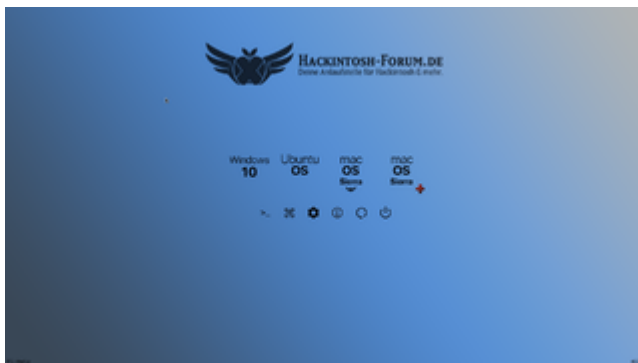 HACKINTOSH-FORUM.DE
Deine Anlaufstelle für Hackintosh & mehr.
Windows
10
Ubuntu
OS
mac
OS
Sierra
mac
OS
Sierra